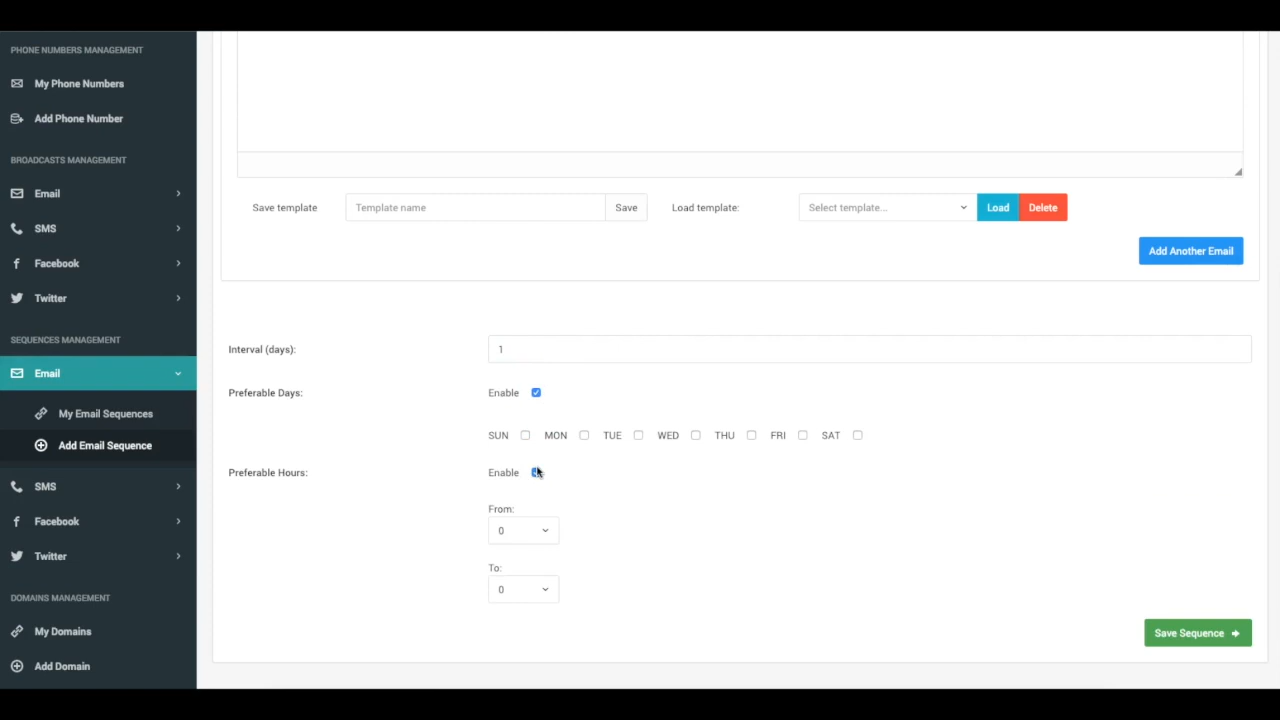 PHONE NUMBERS MANAGEMENT
My Phone Numbers
Add Phone Number
BROADCASTS MANAGEMENT
Email
SMS
Facebook
Twitter
SEQUENCES MANAGEMENT
Email
My Email Sequences
Add Email Sequence
SMS
Facebook
Twitter
DOMAINS MANAGEMENT
My Domains
Add Domain
Save template Template name Save Load template: Select template... Load Delete
Add Another Email
Interval (days): 1
Preferable Days: Enable
SUN MON TUE WED THU FRI SAT
Preferable Hours: Enable
From:
0
To:
0
Save Sequence